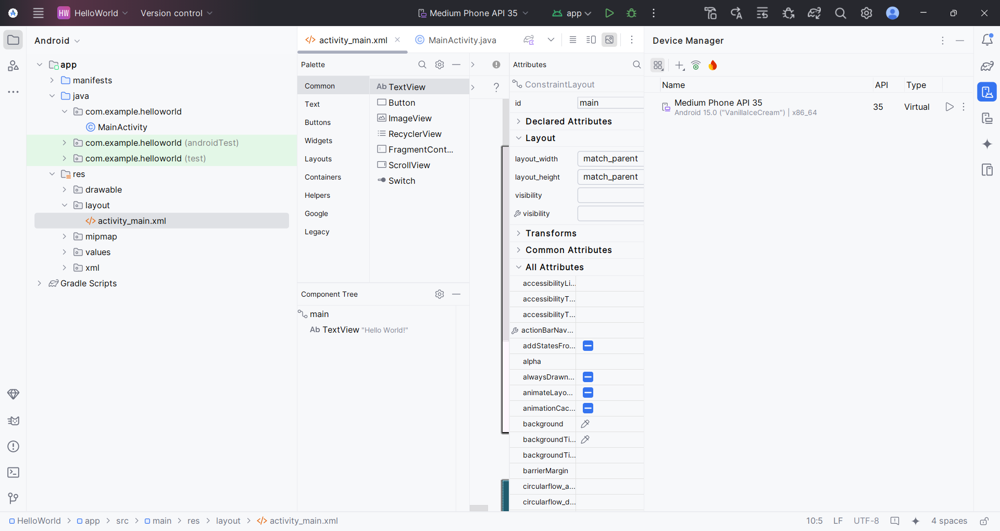 HW HelloWorld Version control Medium Phone API 35 app
Android
app
manifests
java
com.example.helloworld
MainActivity
com.example.helloworld (androidTest)
com.example.helloworld (test)
res
drawable
layout
activity_main.xml
mipmap
values
xml
Gradle Scripts
activity_main.xml MainActivity.java
Palette
Common
Text
Buttons
Widgets
Layouts
Containers
Helpers
Google
Legacy
Ab TextView
Button
ImageView
RecyclerView
FragmentCont...
ScrollView
Switch
Component Tree
main
Ab TextView "Hello World!"
Attributes
ConstraintLayout
id main
Declared Attributes
Layout
layout_width match_parent
layout_height match_parent
visibility
visibility
Transforms
Common Attributes
All Attributes
accessibilityLi...
accessibilityT...
accessibilityT...
actionBarNav...
addStatesFro...
alpha
alwaysDrawn...
animateLayo...
animationCac...
background
backgroundTi...
backgroundTi...
barrierMargin
circularflow_a...
circularflow_d...
Device Manager
Name API Type
Medium Phone API 35
Android 15.0 ("VanillaIceCream") | x86_64
35 Virtual
HelloWorld > app > src > main > res > layout > activity_main.xml
10:5 LF UTF-8 4 spaces